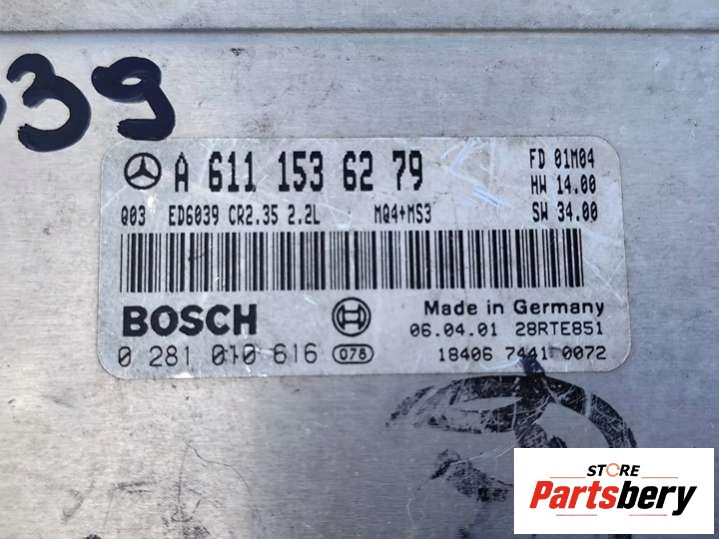 39
A 611 153 62 79
FD 01M04
HW 14.00
SW 34.00
Q03 ED6039 CR2.35 2.2L MQ4+MS3
BOSCH
Made in Germany
06.04.01 28RTE851
0 281 010 616 078
18406 7441 0072
STORE
Partsbery